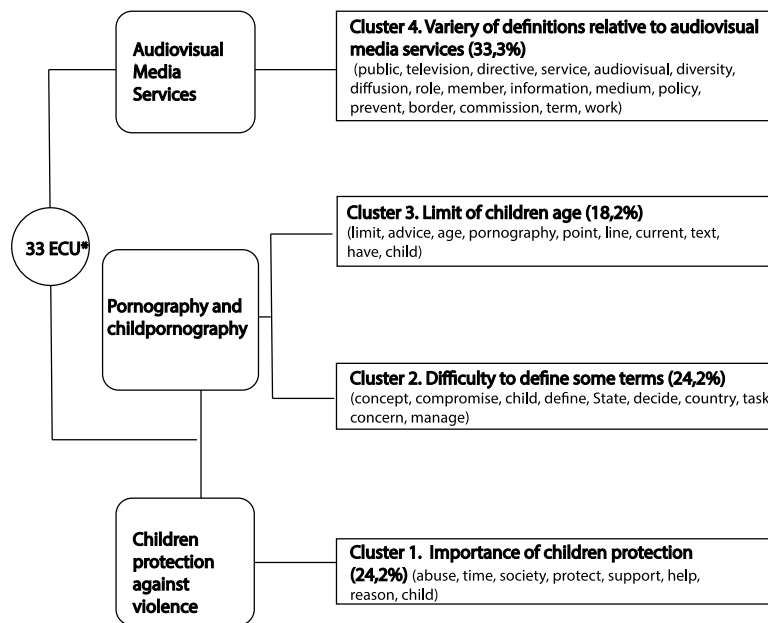 Audiovisual
Media
Services
Cluster 4. Variery of definitions relative to audiovisual
media services (33,3%)
(public, television, directive, service, audiovisual, diversity,
diffusion, role, member, information, medium, policy,
prevent, border, commission, term, work)
33 ECU*
Pornography and
childpornography
Cluster 3. Limit of children age (18,2%)
(limit, advice, age, pornography, point, line, current, text,
have, child)
Cluster 2. Difficulty to define some terms (24,2%)
(concept, compromise, child, define, State, decide, country, task
concern, manage)
Children
protection
against
violence
Cluster 1. Importance of children protection
(24,2%) (abuse, time, society, protect, support, help,
reason, child)